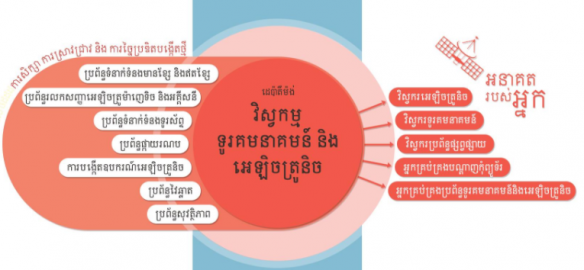 ការសិក្សា ការស្រាវជ្រាវ និង ការច្នៃប្រឌិតបង្កើតថ្មី
ប្រព័ន្ធទំនាក់ទំនងមានខ្សែ និងឥតខ្សែ
ប្រព័ន្ធរលកសញ្ញាអេឡិចត្រូម៉ាញេទិច និងអគ្គីសនី
ប្រព័ន្ធទំនាក់ទំនងទូរស័ព្ទ
ប្រព័ន្ធផ្កាយរណប
ការបង្កើតឧបករណ៍អេឡិចត្រូនិច
ប្រព័ន្ធវៃឆ្លាត
ប្រព័ន្ធសុវត្ថិភាព
ដេប៉ាតឺម៉ង់
វិស្វកម្ម
ទូរគមនាគមន៍ និង
អេឡិចត្រូនិច
អនាគត
របស់អ្នក
វិស្វករអេឡិចត្រូនិច
វិស្វករទូរគមនាគមន៍
វិស្វករប្រព័ន្ធផ្សព្វផ្សាយ
អ្នកគ្រប់គ្រងបណ្តាញកុំព្យូទ័រ
អ្នកគ្រប់គ្រងប្រព័ន្ធទូរគមនាគមន៍និងអេឡិចត្រូនិច